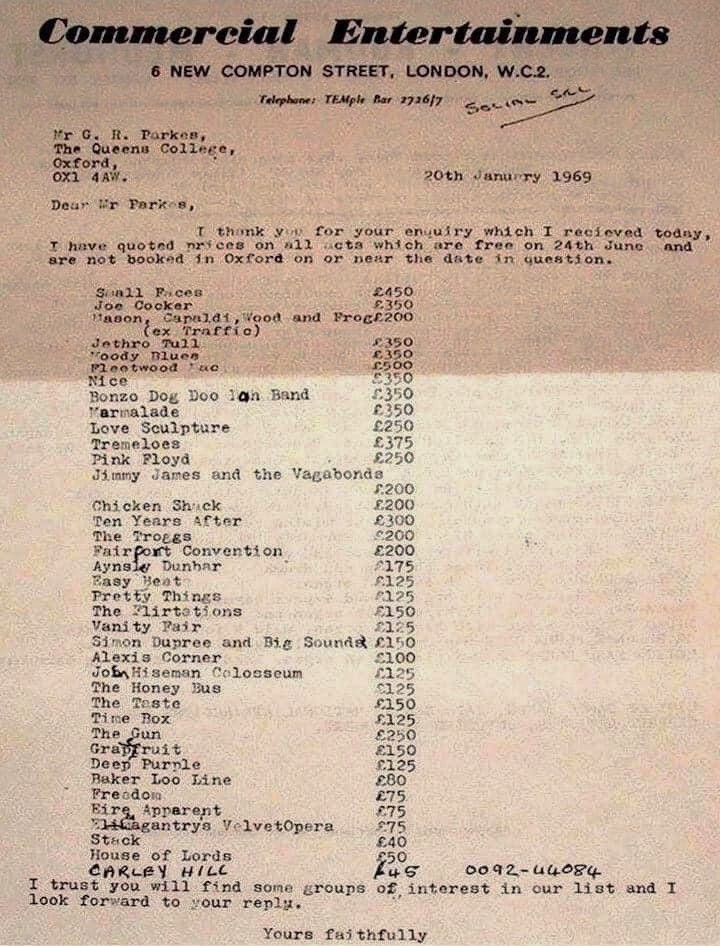 Commercial Entertainments
6 NEW COMPTON STREET, LONDON, W.C.2.
Telephone: TEMple Bar 2726/7
SOCIAL SEC
Mr G. R. Parkes,
The Queens College,
Oxford,
OX1 4AW.
20th January 1969
Dear Mr Parkes,
I thank you for your enquiry which I recieved today,
I have quoted prices on all acts which are free on 24th June and
are not booked in Oxford on or near the date in question.
Small Faces £450
Joe Cocker £350
Mason, Capaldi,Wood and Frog£200
(ex Traffic)
Jethro Tull £350
Moody Blues £350
Fleetwood Mac £500
Nice £350
Bonzo Dog Doo Dah Band £350
Marmalade £350
Love Sculpture £250
Tremeloes £375
Pink Floyd £250
Jimmy James and the Vagabonds
£200
Chicken Shack £200
Ten Years After £300
The Troggs £200
Fairport Convention £200
Aynsley Dunbar £175
Easy Beat £125
Pretty Things £125
The Flirtations £150
Vanity Fair £125
Simon Dupree and Big Sounds £150
Alexis Corner £100
John Hiseman Colosseum £125
The Honey Bus £125
The Taste £150
Time Box £125
The Gun £250
Grapfruit £150
Deep Purple £125
Baker Loo Line £80
Freedom £75
Eire Apparent £75
VelvetOpera £75
Stack £40
House of Lords £50
CARLEY HILL £45 0092-44084
I trust you will find some groups of interest in our list and I
look forward to your reply.
Yours faithfully